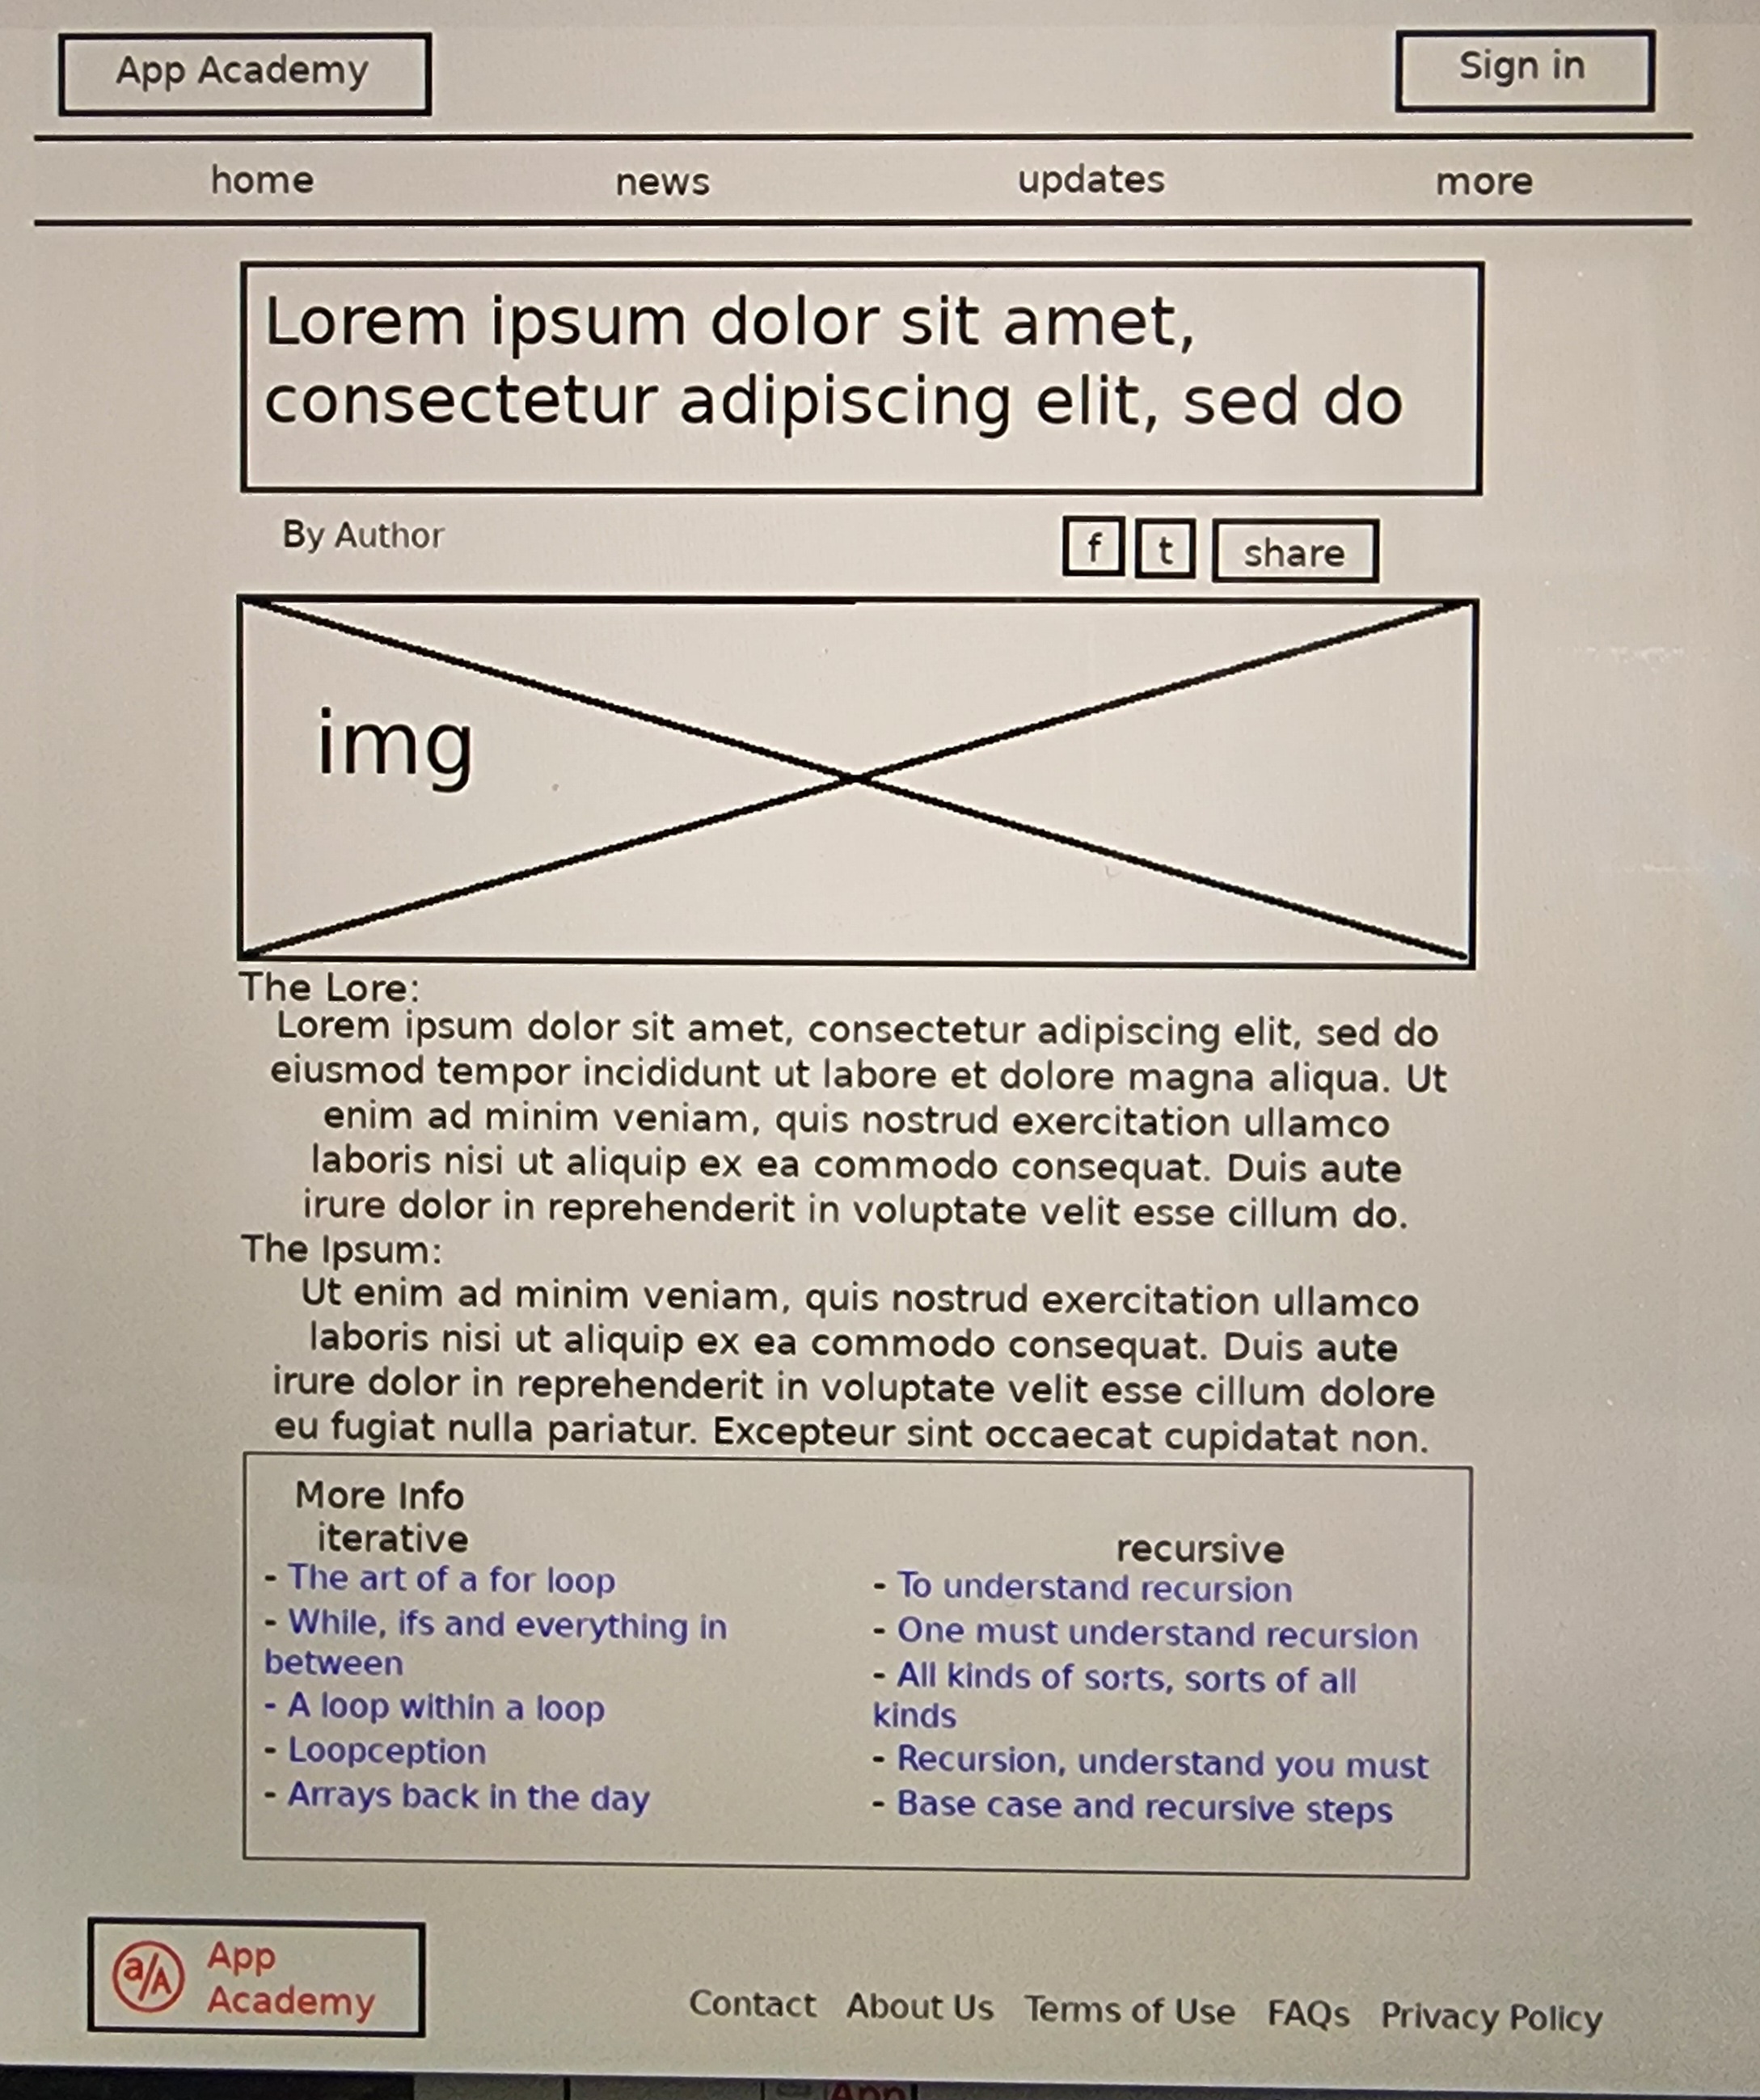 App Academy
Sign in
home news updates more
Lorem ipsum dolor sit amet,
consectetur adipiscing elit, sed do
By Author
f t share
img
The Lore:
Lorem ipsum dolor sit amet, consectetur adipiscing elit, sed do
eiusmod tempor incididunt ut labore et dolore magna aliqua. Ut
enim ad minim veniam, quis nostrud exercitation ullamco
laboris nisi ut aliquip ex ea commodo consequat. Duis aute
irure dolor in reprehenderit in voluptate velit esse cillum do.
The Ipsum:
Ut enim ad minim veniam, quis nostrud exercitation ullamco
laboris nisi ut aliquip ex ea commodo consequat. Duis aute
irure dolor in reprehenderit in voluptate velit esse cillum dolore
eu fugiat nulla pariatur. Excepteur sint occaecat cupidatat non.
More Info
iterative
- The art of a for loop
- While, ifs and everything in
between
- A loop within a loop
- Loopception
- Arrays back in the day
recursive
- To understand recursion
- One must understand recursion
- All kinds of sorts, sorts of all
kinds
- Recursion, understand you must
- Base case and recursive steps
a/A
App
Academy
Contact About Us Terms of Use FAQs Privacy Policy